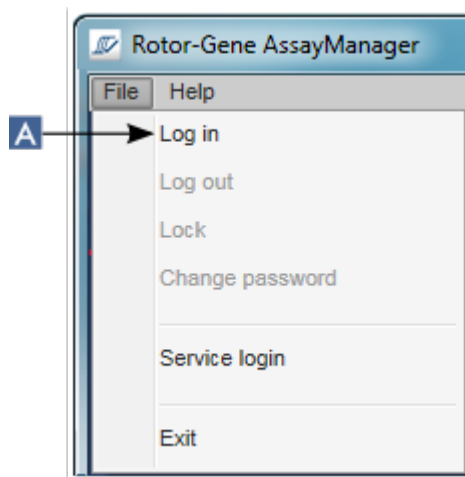 Rotor-Gene AssayManager
File Help
A Log in
Log out
Lock
Change password
Service login
Exit